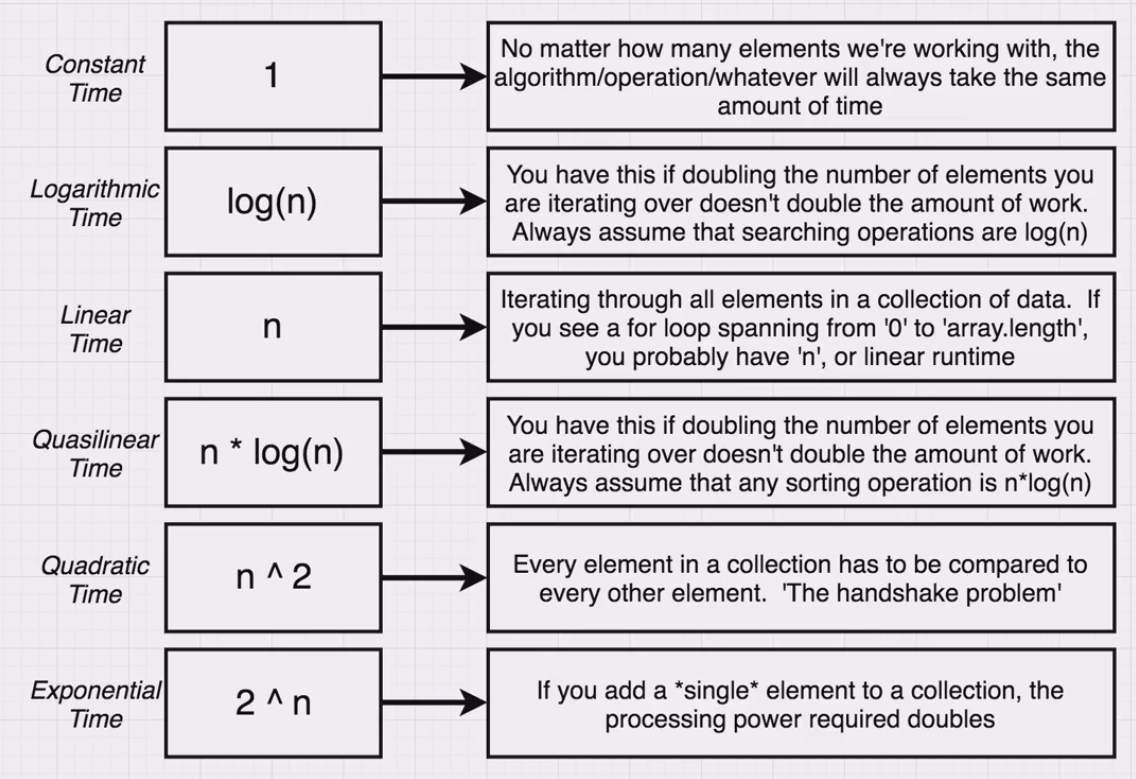 Constant
Time
1
No matter how many elements we're working with, the
algorithm/operation/whatever will always take the same
amount of time
Logarithmic
Time
log(n)
You have this if doubling the number of elements you
are iterating over doesn't double the amount of work.
Always assume that searching operations are log(n)
Linear
Time
n
Iterating through all elements in a collection of data.  If
you see a for loop spanning from '0' to 'array.length',
you probably have 'n', or linear runtime
Quasilinear
Time
n * log(n)
You have this if doubling the number of elements you
are iterating over doesn't double the amount of work.
Always assume that any sorting operation is n*log(n)
Quadratic
Time
n ^ 2
Every element in a collection has to be compared to
every other element.  'The handshake problem'
Exponential
Time
2 ^ n
If you add a *single* element to a collection, the
processing power required doubles